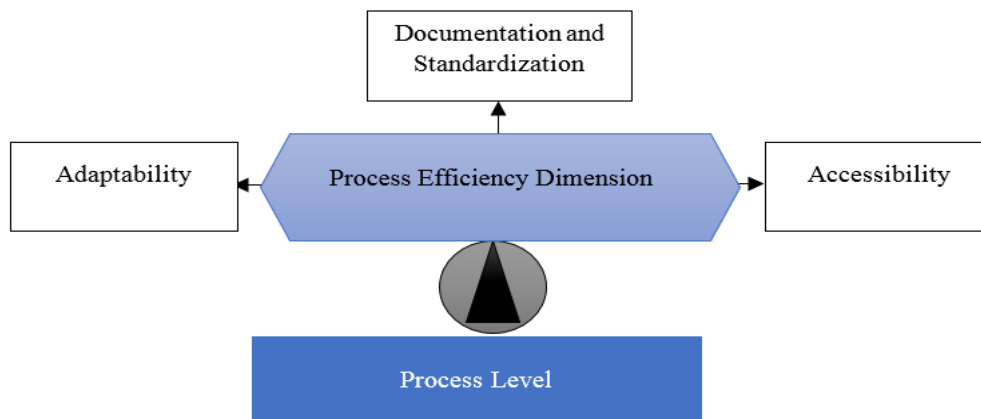 Documentation and
Standardization
Adaptability
Process Efficiency Dimension
Accessibility
Process Level